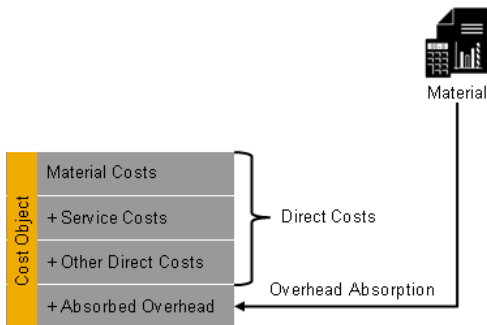 Material
Cost Object
Material Costs
+ Service Costs
+ Other Direct Costs
+ Absorbed Overhead
Direct Costs
Overhead Absorption